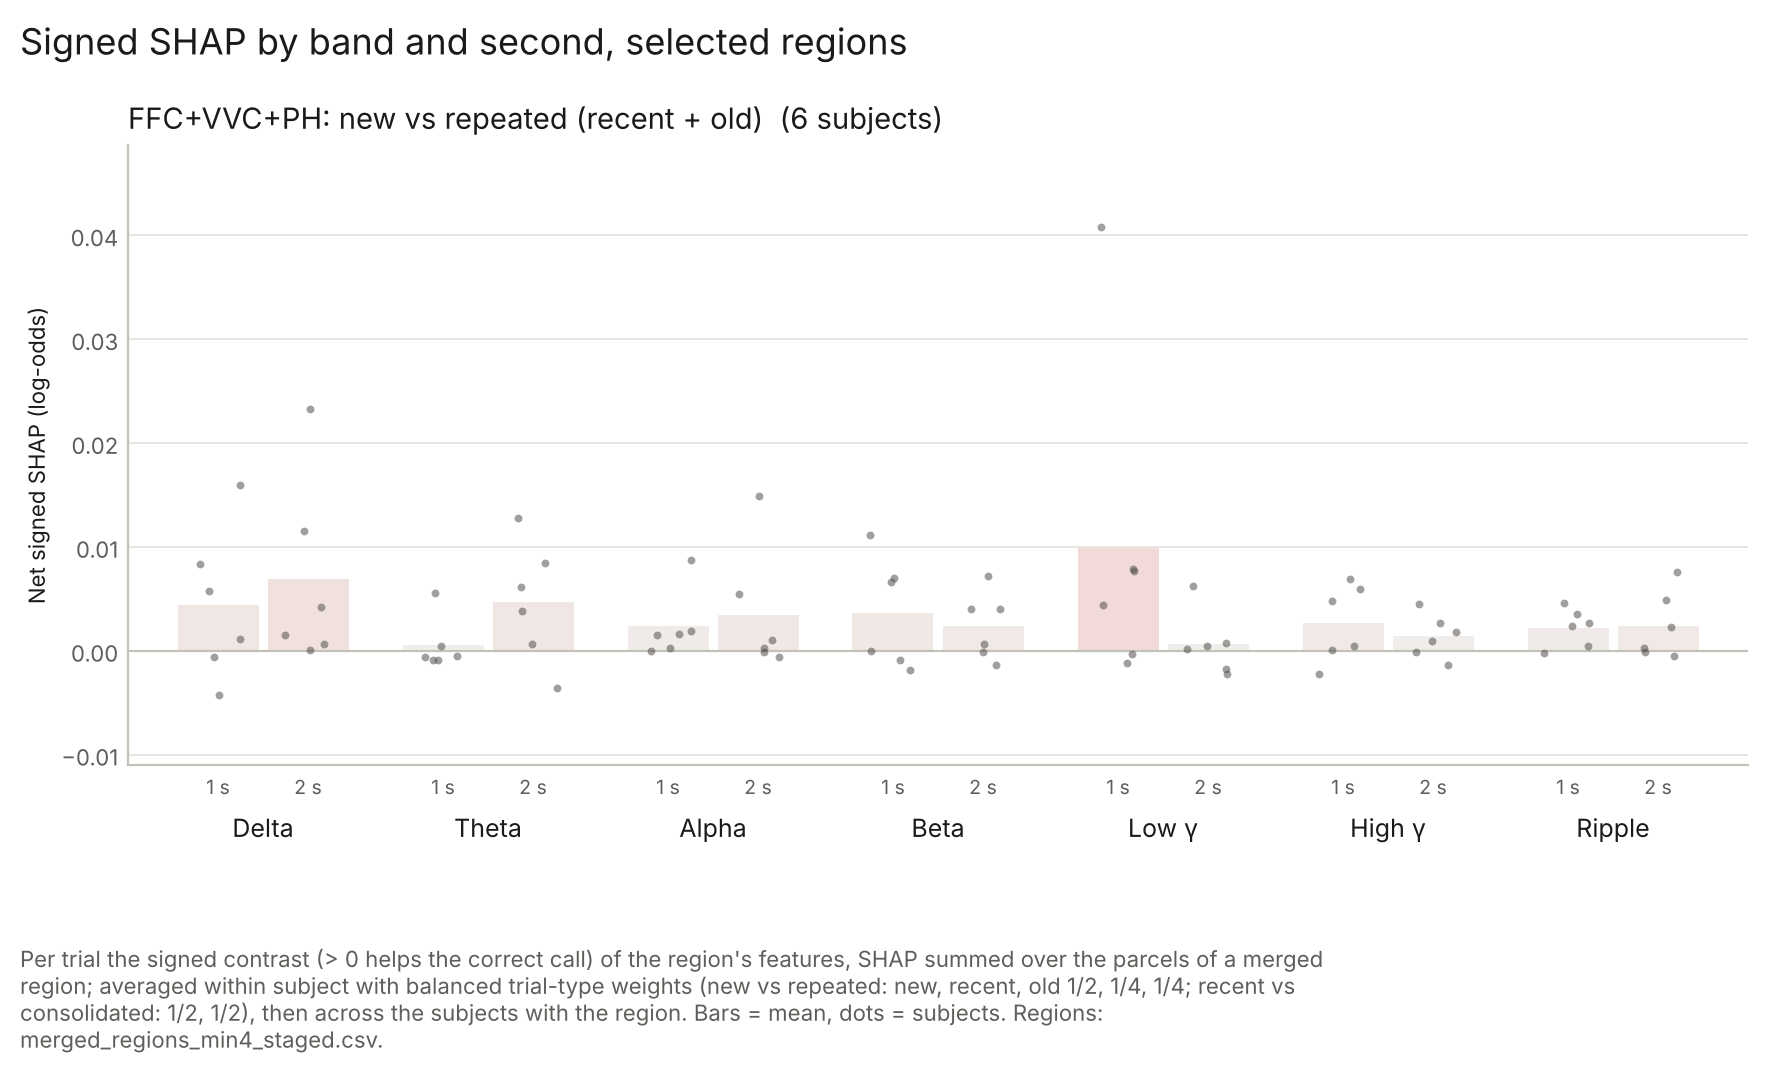 Signed SHAP by band and second, selected regions
FFC+VVC+PH: new vs repeated (recent + old)  (6 subjects)
Net signed SHAP (log-odds)
0.04
0.03
0.02
0.01
0.00
−0.01
1 s 2 s 1 s 2 s 1 s 2 s 1 s 2 s 1 s 2 s 1 s 2 s 1 s 2 s
Delta Theta Alpha Beta Low γ High γ Ripple
Per trial the signed contrast (> 0 helps the correct call) of the region's features, SHAP summed over the parcels of a merged
region; averaged within subject with balanced trial-type weights (new vs repeated: new, recent, old 1/2, 1/4, 1/4; recent vs
consolidated: 1/2, 1/2), then across the subjects with the region. Bars = mean, dots = subjects. Regions:
merged_regions_min4_staged.csv.